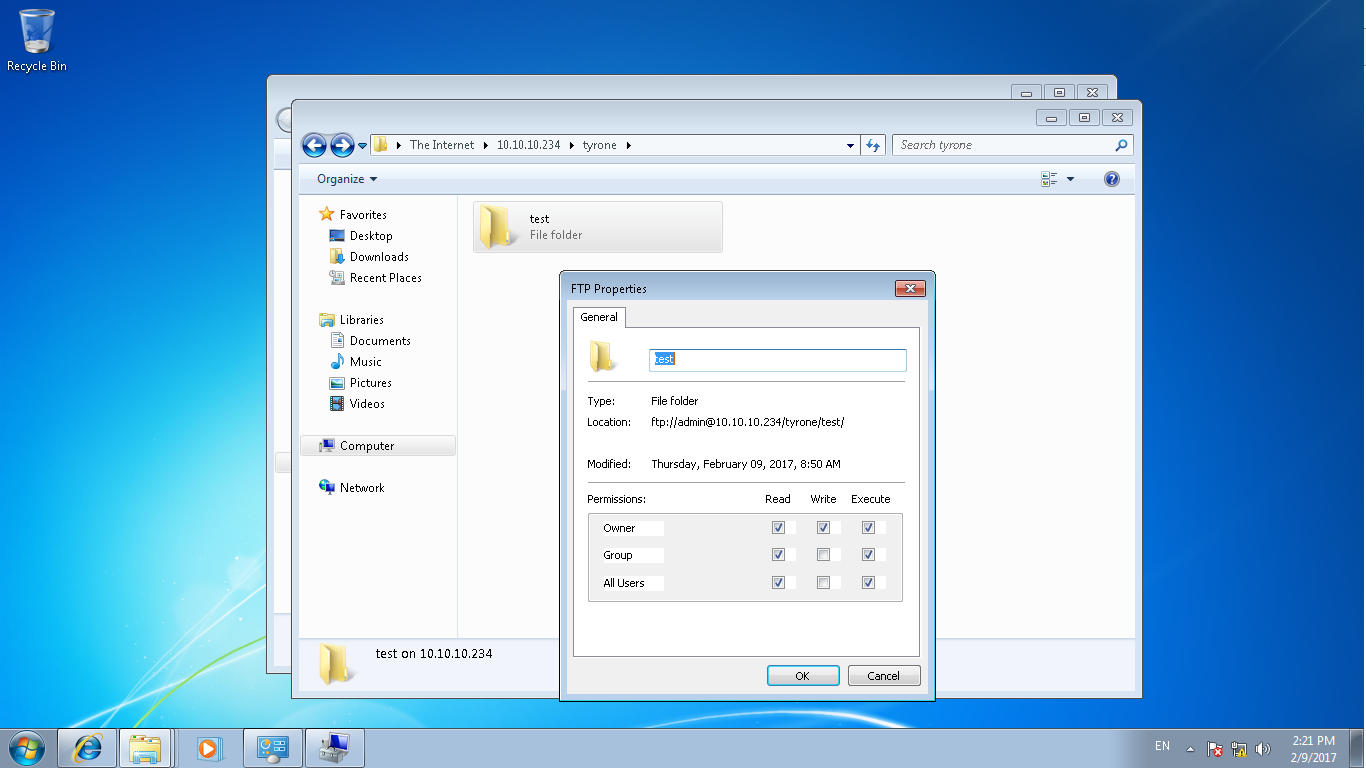 Recycle Bin
The Internet
10.10.10.234
tyrone
Search tyrone
Organize
Favorites
Desktop
Downloads
Recent Places
Libraries
Documents
Music
Pictures
Videos
Computer
Network
test
File folder
FTP Properties
General
test
Type: File folder
Location: ftp://admin@10.10.10.234/tyrone/test/
Modified: Thursday, February 09, 2017, 8:50 AM
Permissions: Read Write Execute
Owner
Group
All Users
OK Cancel
test on 10.10.10.234
EN
2:21 PM
2/9/2017